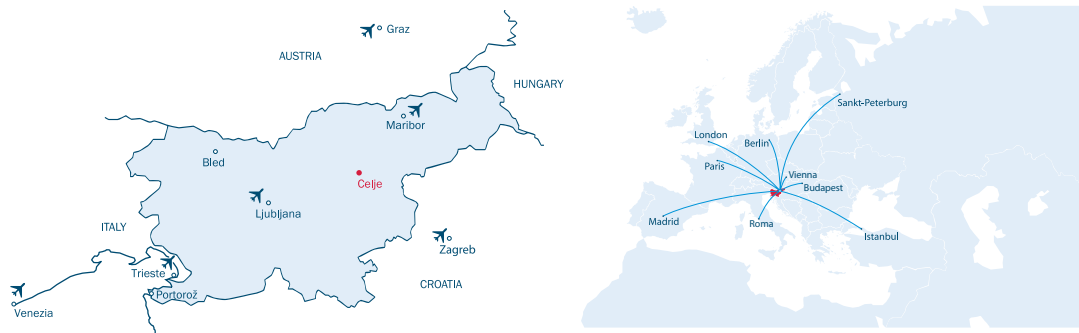 Graz
AUSTRIA
HUNGARY
Maribor
Bled
Celje
Ljubljana
ITALY
Zagreb
Trieste
CROATIA
Portorož
Venezia
Sankt-Peterburg
London
Berlin
Paris
Vienna
Budapest
Madrid
Roma
Istanbul